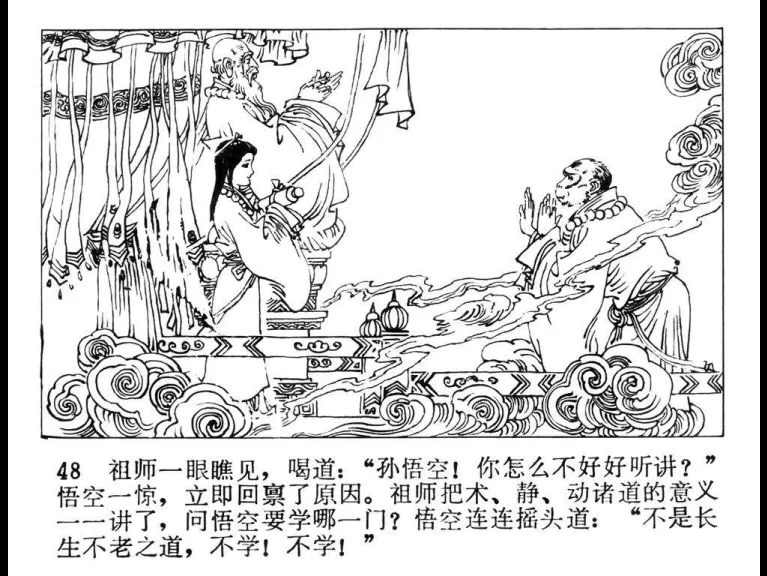 48 祖师一眼瞧见，喝道：“孙悟空！你怎么不好好听讲？”
悟空一惊，立即回禀了原因。祖师把术、静、动诸道的意义
一一讲了，问悟空要学哪一门？悟空连连摇头道：“不是长
生不老之道，不学！不学！”